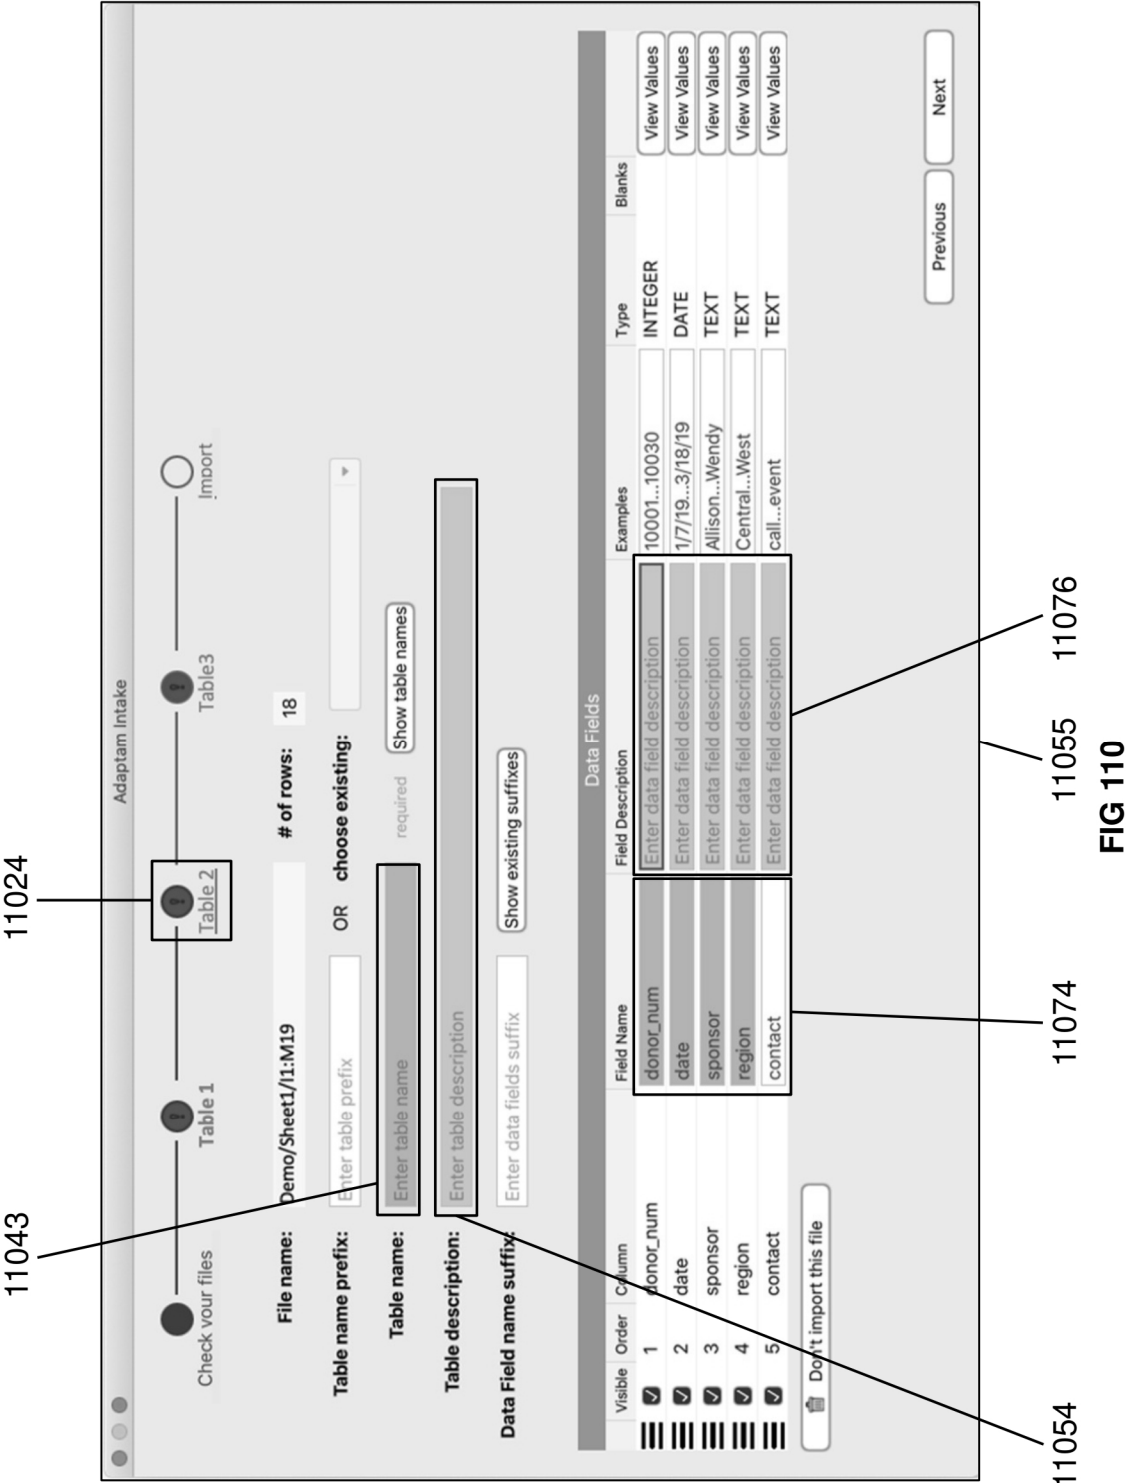 11043
11024
Adaptam Intake
Check your files
Table 1
Table 2
Table3
Import
File name: Demo/Sheet1/I1:M19 # of rows: 18
Table name prefix: Enter table prefix OR choose existing:
Table name: Enter table name required Show table names
Table description: Enter table description
Data Field name suffix: Enter data fields suffix Show existing suffixes
Data Fields
Visible Order Column Field Name Field Description Examples Type Blanks
1 donor_num donor_num Enter data field description 10001...10030 INTEGER View Values
2 date date Enter data field description 1/7/19...3/18/19 DATE View Values
3 sponsor sponsor Enter data field description Allison...Wendy TEXT View Values
4 region region Enter data field description Central...West TEXT View Values
5 contact contact Enter data field description call...event TEXT View Values
Don't import this file
Previous Next
11054
11074
11055
11076
FIG 110